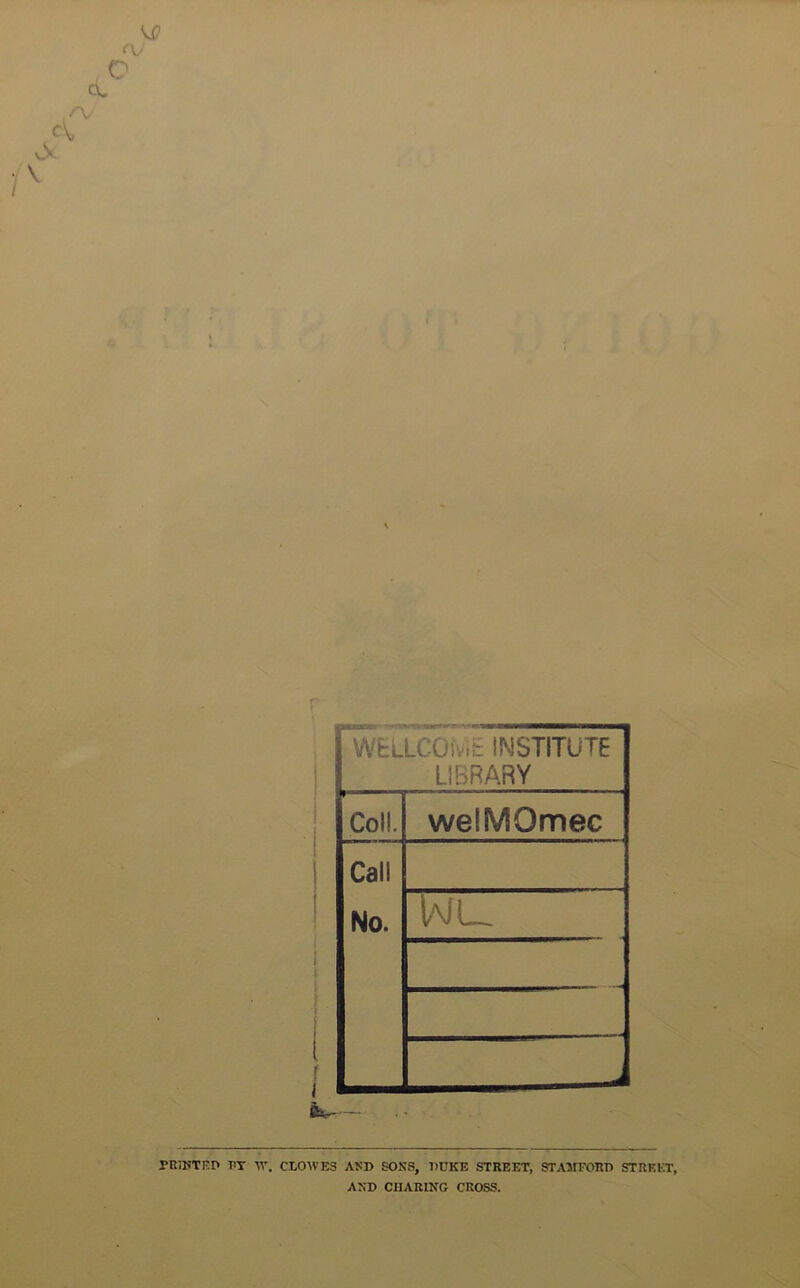 WELLCOME INSTITUTE
LIBRARY
Coll. welMOmec
Call
No. WL
PRINTED BY W. CLOWES AND SONS, DUKE STREET, STAMFORD STREET,
AND CHARING CROSS.